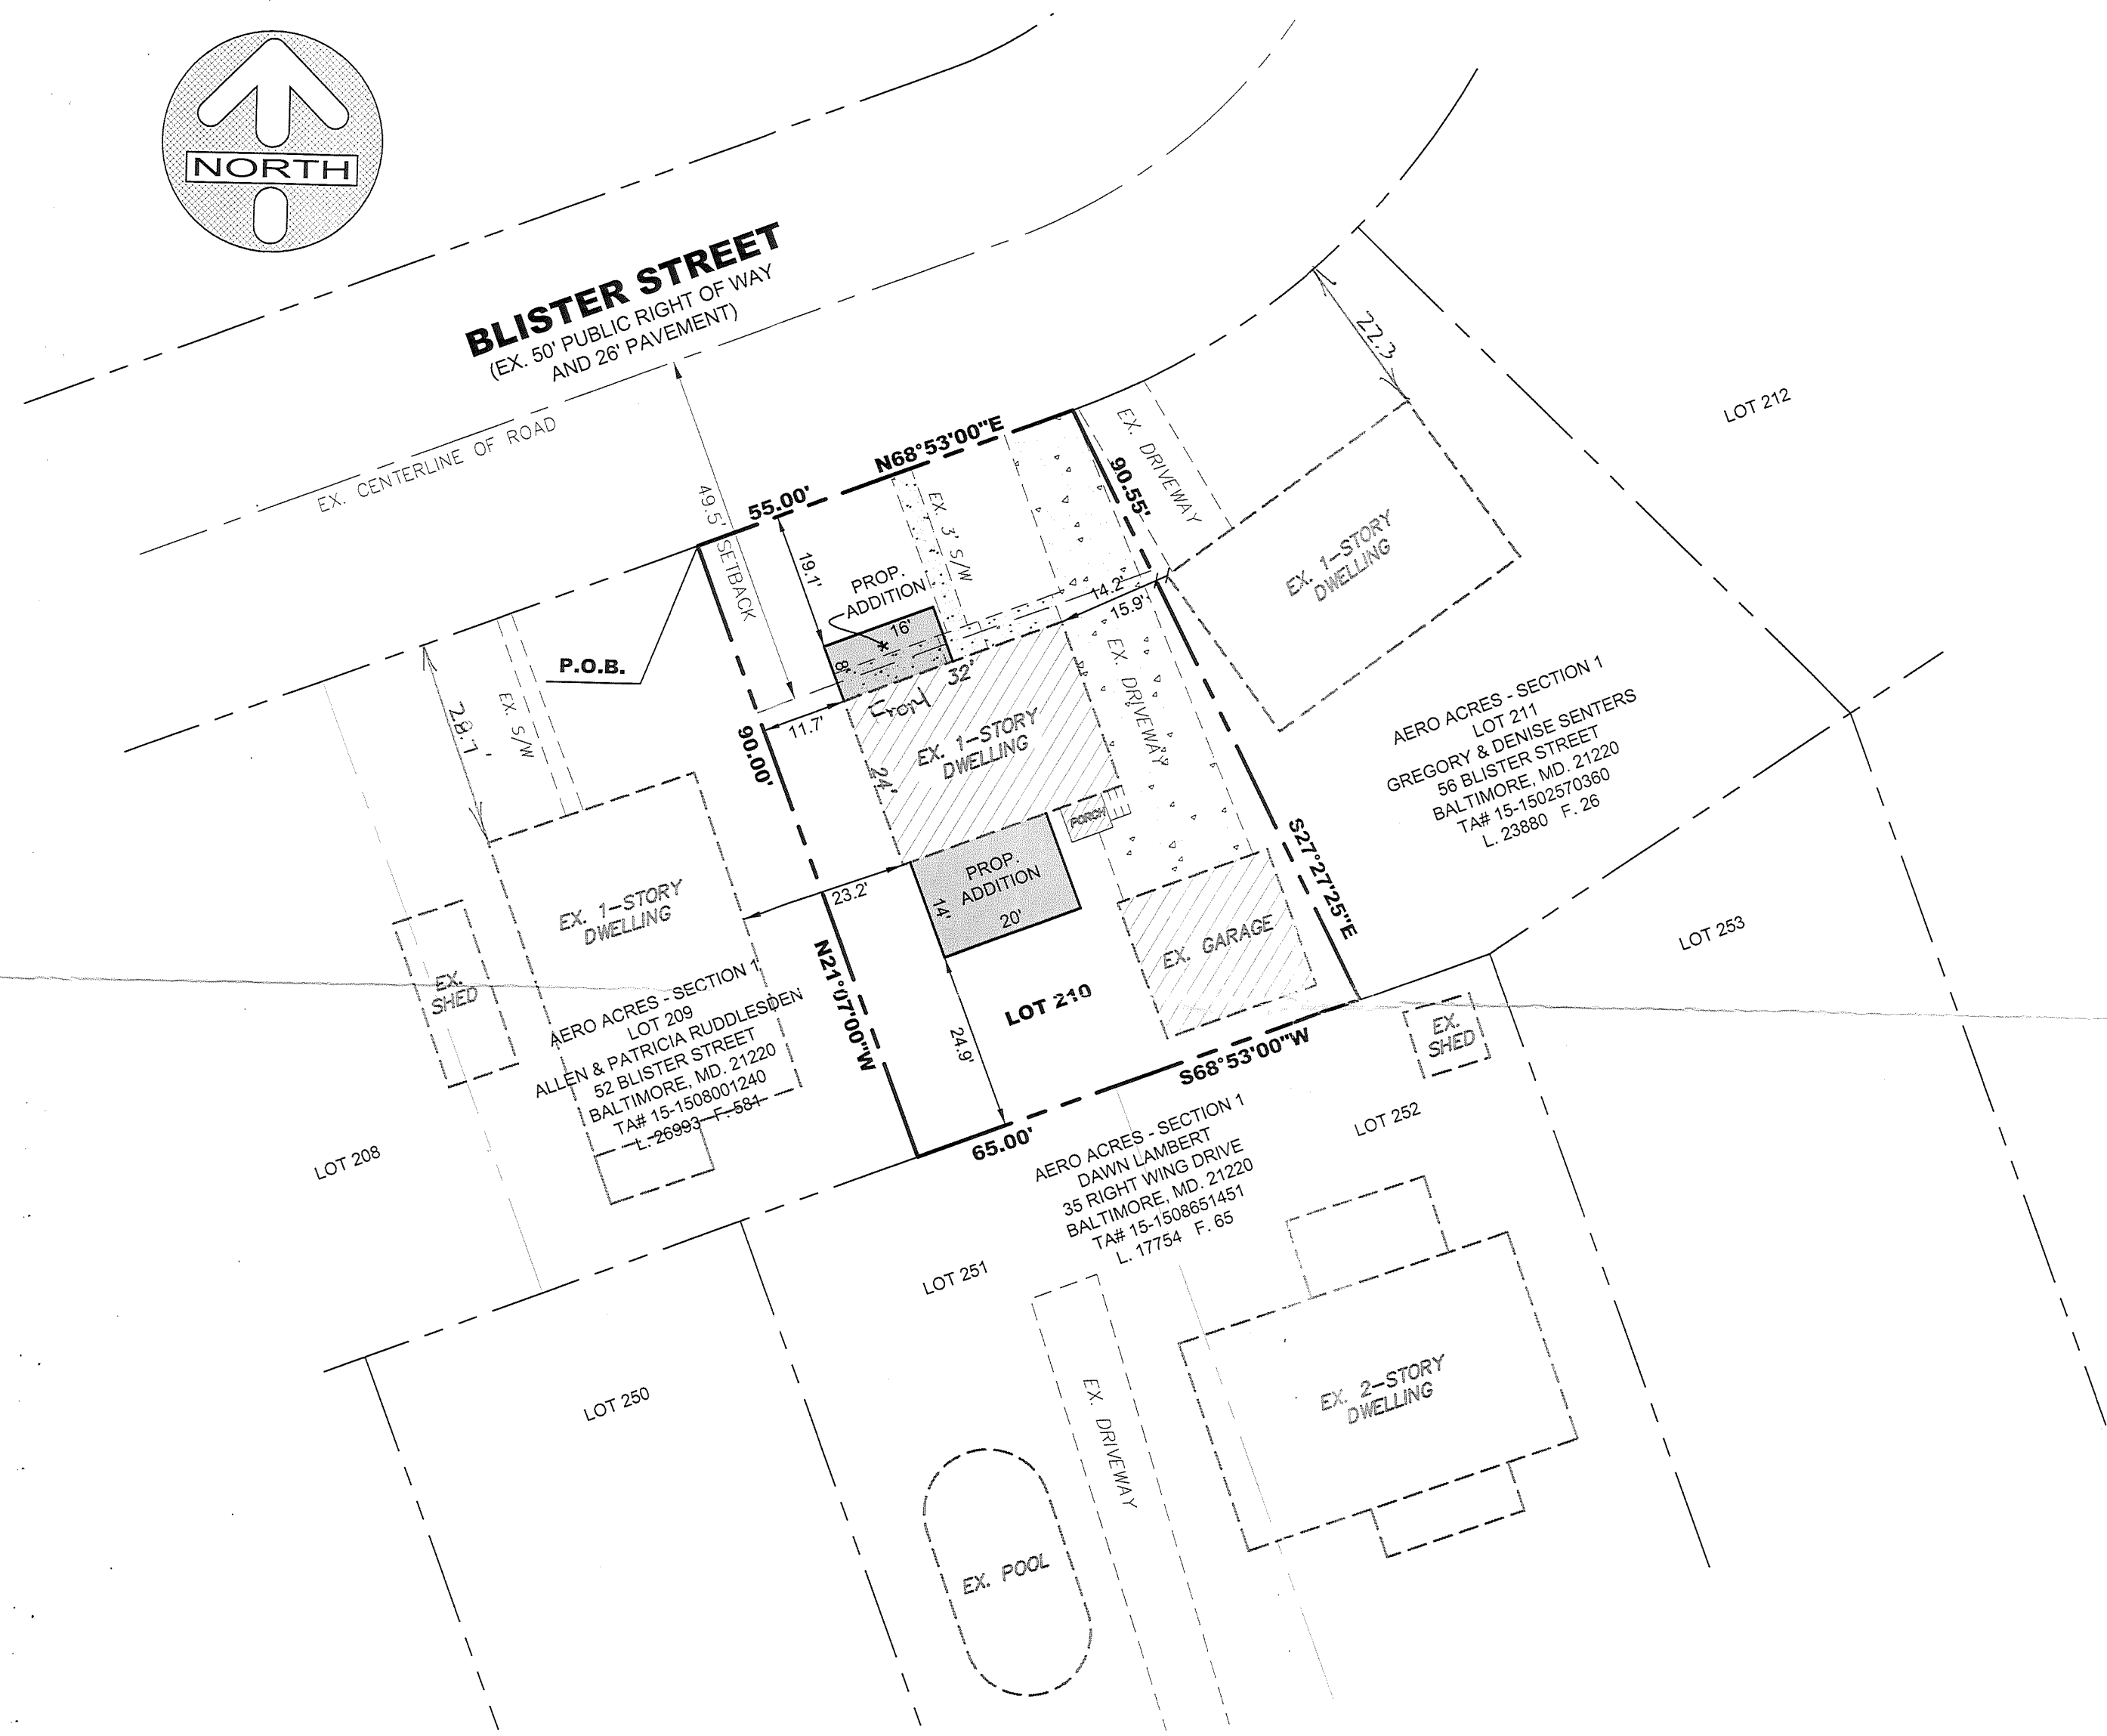 NORTH
BLISTER STREET
(EX. 50' PUBLIC RIGHT OF WAY
AND 26' PAVEMENT)
EX. CENTERLINE OF ROAD
LOT 212
22.3
EX. DRIVEWAY
N68°53'00"E
55.00'
90.55'
49.5' SETBACK
EX. 3' S/W
19.1'
PROP.
ADDITION
16'
*
8'
14.2'
15.9'
EX. 1-STORY
DWELLING
P.O.B.
32'
Front
11.7'
EX. DRIVEWAY
28.7'
EX. S/W
90.00'
EX. 1-STORY
DWELLING
24'
PORCH
AERO ACRES - SECTION 1
LOT 211
GREGORY & DENISE SENTERS
56 BLISTER STREET
BALTIMORE, MD. 21220
TA# 15-1502570360
L. 23880 F. 26
PROP.
ADDITION
14'
20'
23.2'
S27°27'25"E
EX. 1-STORY
DWELLING
EX. GARAGE
LOT 253
EX.
SHED
N21°07'00"W
LOT 210
24.9'
AERO ACRES - SECTION 1
LOT 209
ALLEN & PATRICIA RUDDLESDEN
52 BLISTER STREET
BALTIMORE, MD. 21220
TA# 15-1508001240
L. 26993 F. 581
S68°53'00"W
65.00'
EX.
SHED
LOT 208
LOT 252
AERO ACRES - SECTION 1
DAWN LAMBERT
35 RIGHT WING DRIVE
BALTIMORE, MD. 21220
TA# 15-1508651451
L. 17754 F. 65
LOT 251
LOT 250
EX. DRIVEWAY
EX. 2-STORY
DWELLING
EX. POOL